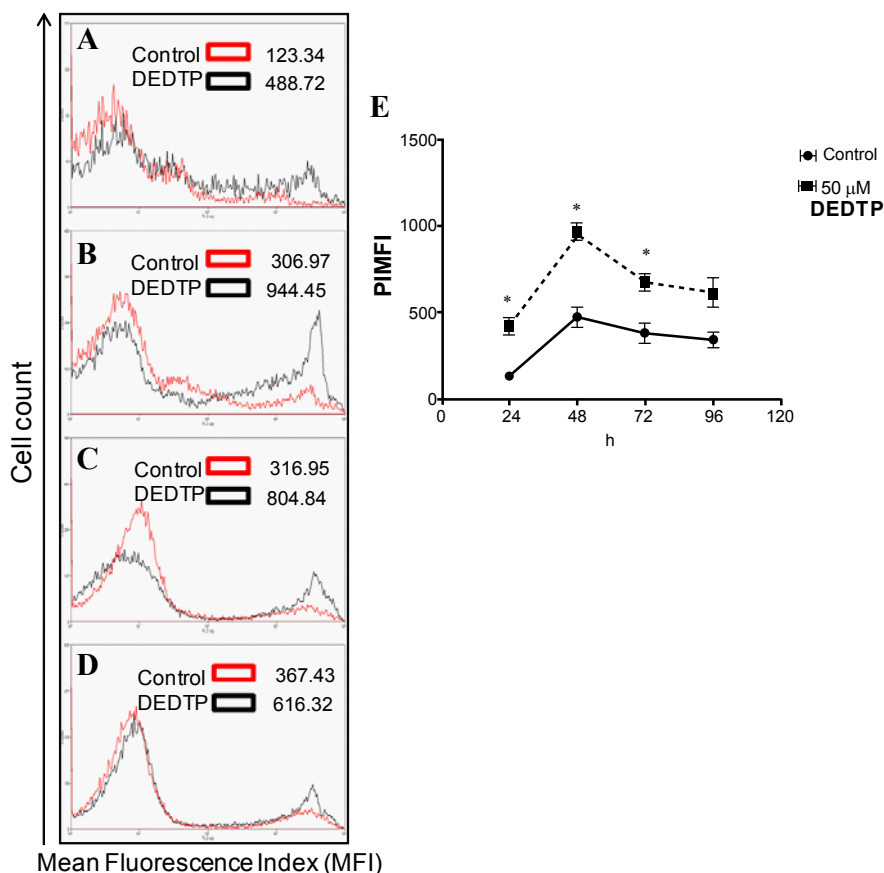 A
Control 123.34
DEDTP 488.72
B
Control 306.97
DEDTP 944.45
C
Control 316.95
DEDTP 804.84
D
Control 367.43
DEDTP 616.32
Cell count
Mean Fluorescence Index (MFI)
E
PIMFI
1500
1000
500
0
0 24 48 72 96 120
h
* * *
Control
50 µM
DEDTP